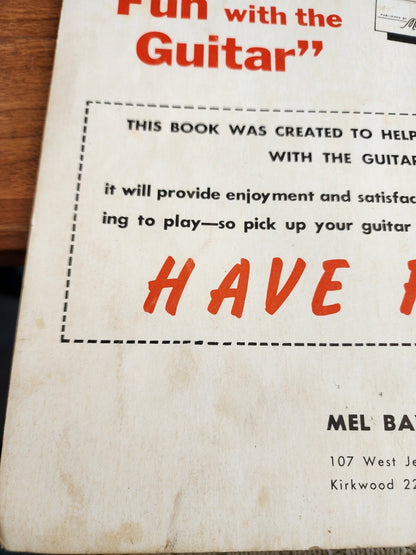 Fun with the
Guitar”
THIS BOOK WAS CREATED TO HELP
WITH THE GUITAR
it will provide enjoyment and satisfac
ing to play—so pick up your guitar
HAVE
MEL BA
107 West Je
Kirkwood 22